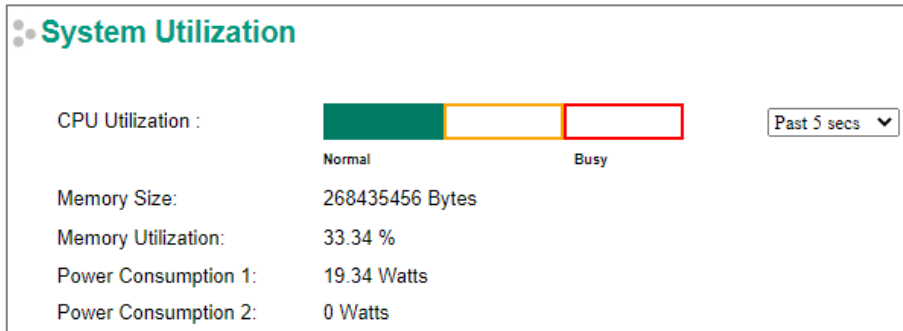 System Utilization
CPU Utilization :
Past 5 secs
Normal
Busy
Memory Size:
268435456 Bytes
Memory Utilization:
33.34 %
Power Consumption 1:
19.34 Watts
Power Consumption 2:
0 Watts